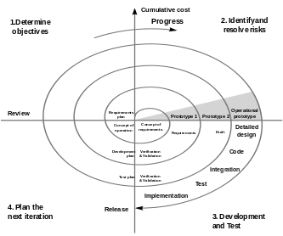 Cumulative cost
Progress
1.Determine
objectives
2. Identify and
resolve risks
Review
Requirements
plan
Concept of
operation
Concept of
requirements
Prototype 1
Prototype 2
Operational
prototype
Requirements
Draft
Detailed
design
Development
plan
Verification
& Validation
Code
Integration
Test plan
Verification
& Validation
Test
Implementation
4. Plan the
next iteration
Release
3. Development
and Test